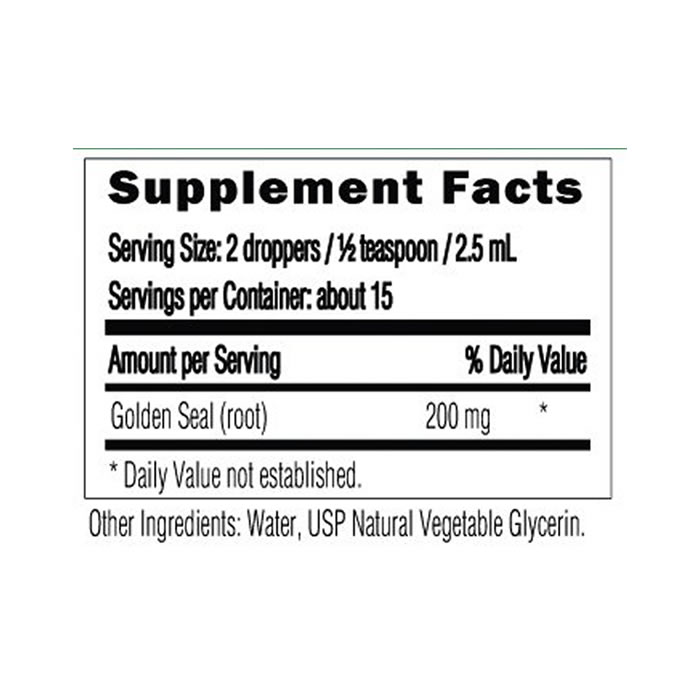 Supplement Facts
Serving Size: 2 droppers / ½ teaspoon / 2.5 mL
Servings per Container: about 15
Amount per Serving % Daily Value
Golden Seal (root) 200 mg *
* Daily Value not established.
Other Ingredients: Water, USP Natural Vegetable Glycerin.